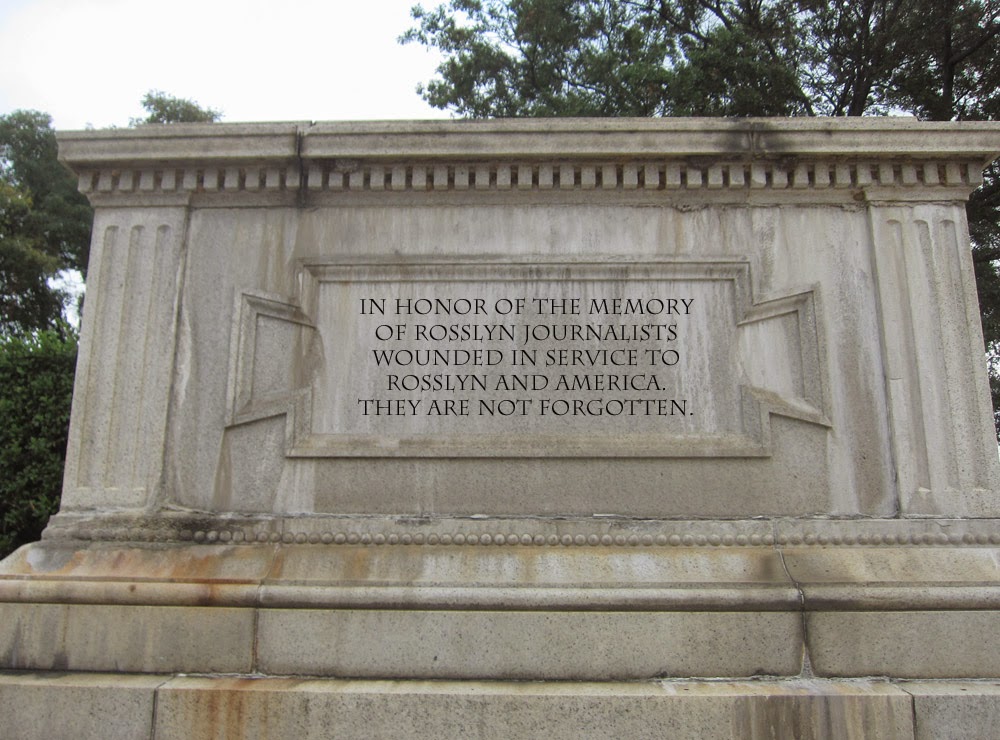 IN HONOR OF THE MEMORY
OF ROSSLYN JOURNALISTS
WOUNDED IN SERVICE TO
ROSSLYN AND AMERICA.
THEY ARE NOT FORGOTTEN.